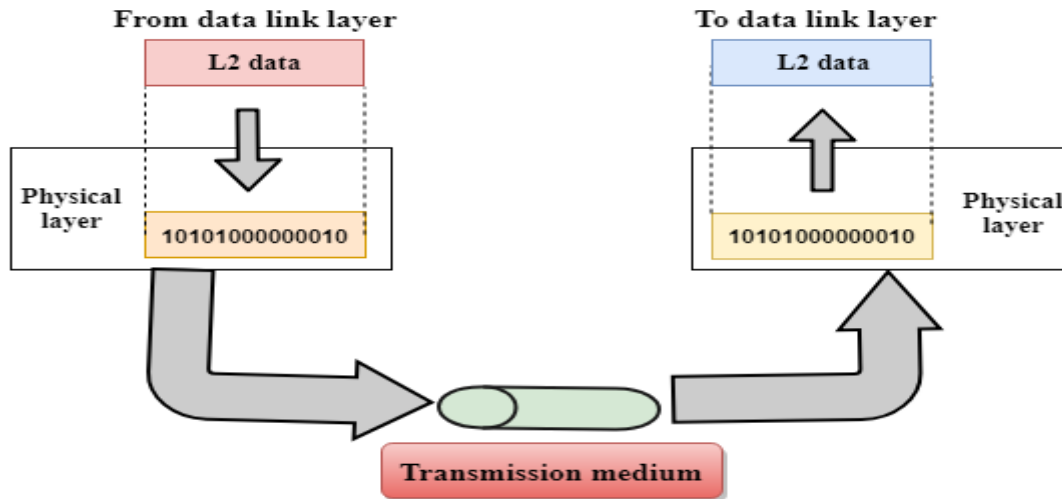 From data link layer
L2 data
Physical
layer
10101000000010
To data link layer
L2 data
10101000000010
Physical
layer
Transmission medium